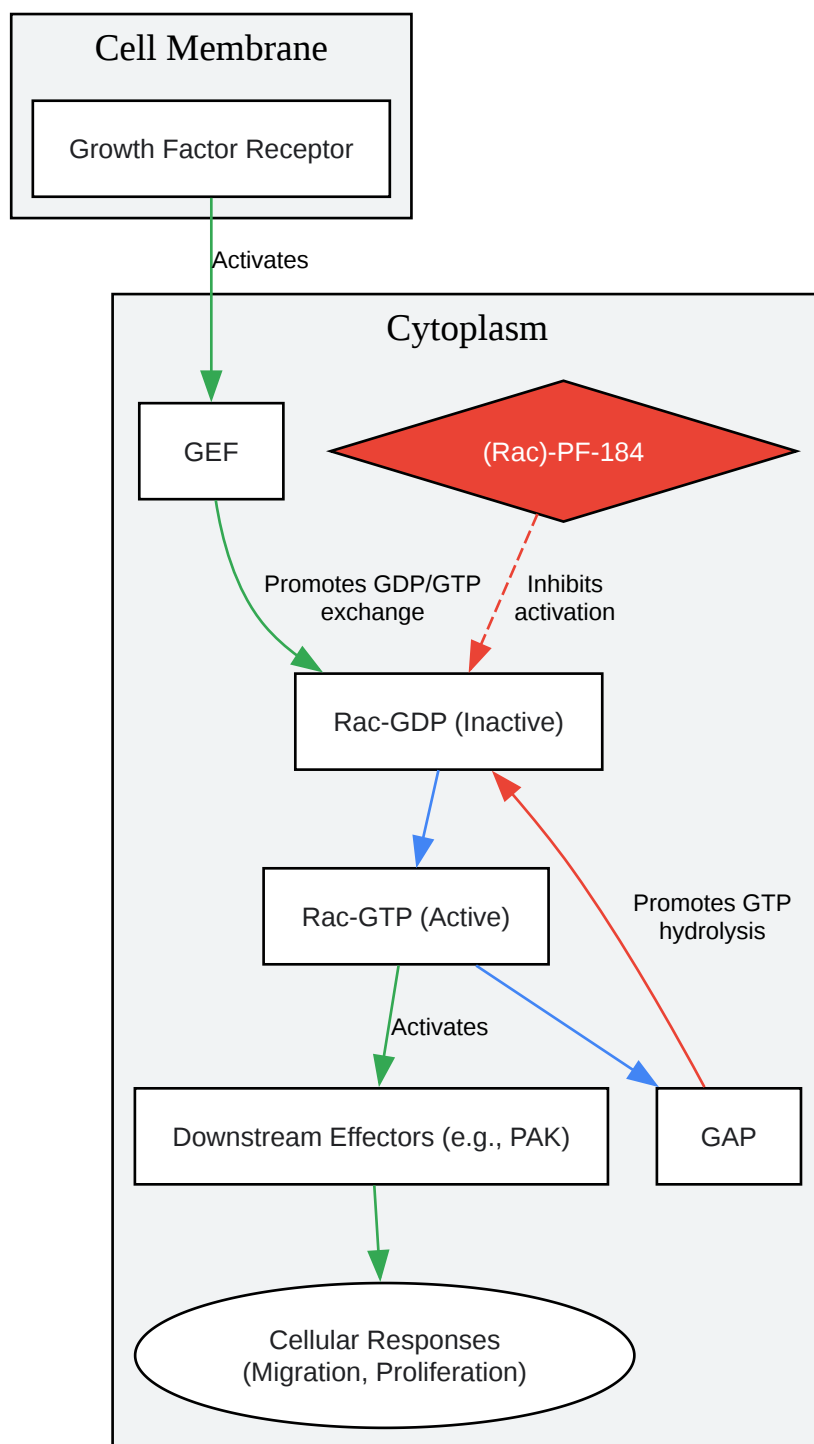 Cell Membrane
Growth Factor Receptor
Activates
Cytoplasm
GEF
(Rac)-PF-184
Promotes GDP/GTP
exchange
Inhibits
activation
Rac-GDP (Inactive)
Rac-GTP (Active)
Promotes GTP
hydrolysis
Activates
Downstream Effectors (e.g., PAK)
GAP
Cellular Responses
(Migration, Proliferation)